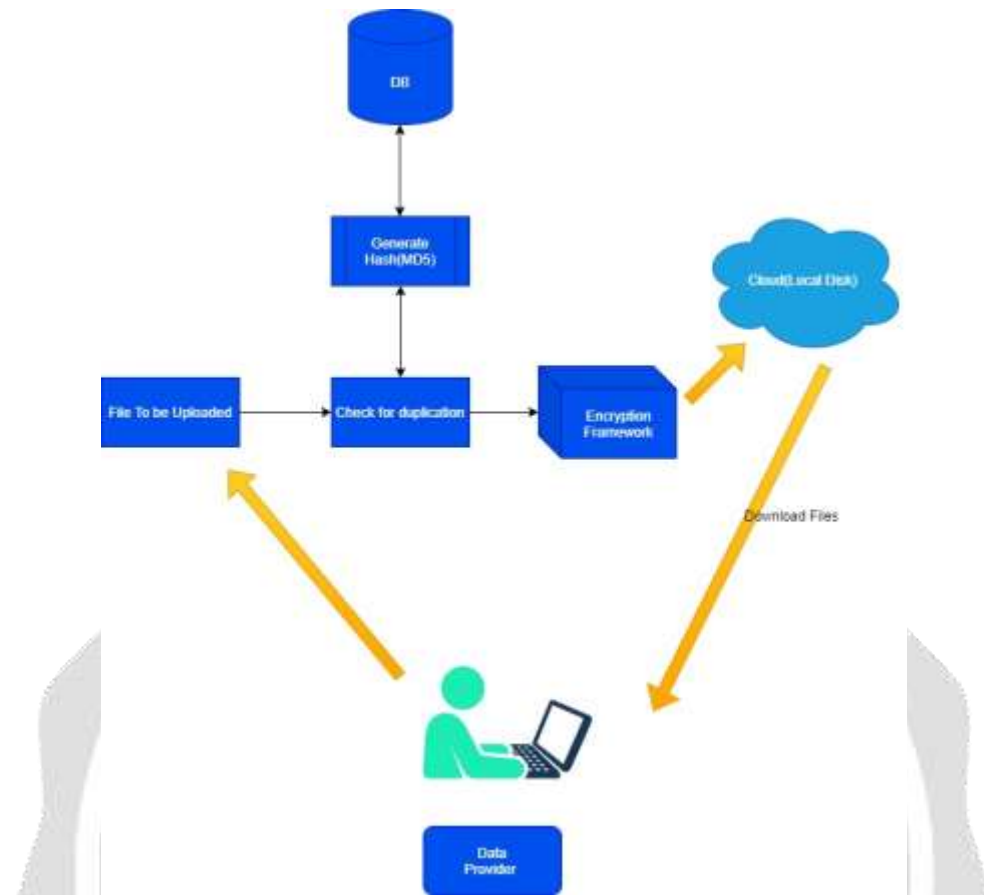 DB
Generate
Hash(MD5)
Cloud(Local Disk)
File To be Uploaded
Check for duplication
Encryption
Framework
Download Files
Data
Provider